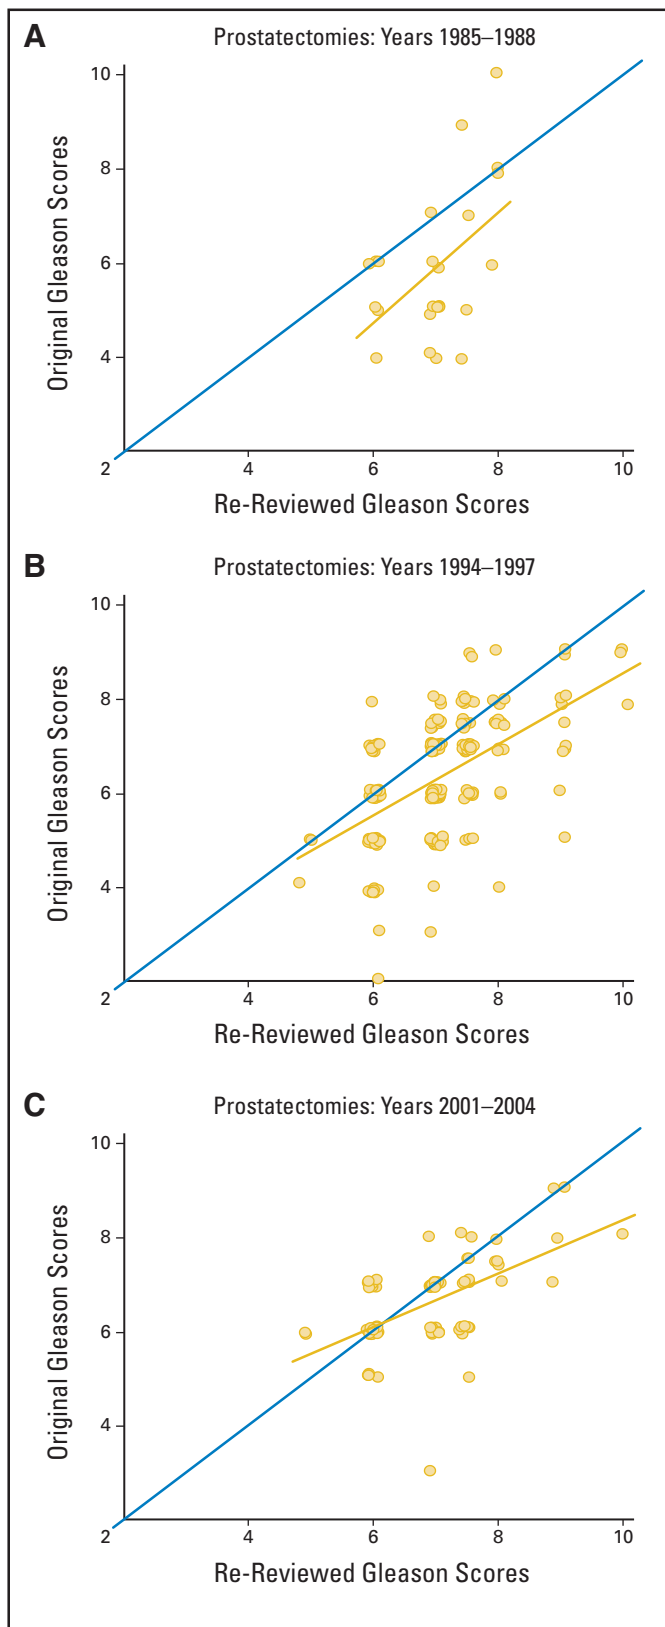 A
Prostatectomies: Years 1985–1988
Original Gleason Scores
10
8
6
4
2
4
6
8
10
Re-Reviewed Gleason Scores
B
Prostatectomies: Years 1994–1997
Original Gleason Scores
10
8
6
4
2
4
6
8
10
Re-Reviewed Gleason Scores
C
Prostatectomies: Years 2001–2004
Original Gleason Scores
10
8
6
4
2
4
6
8
10
Re-Reviewed Gleason Scores